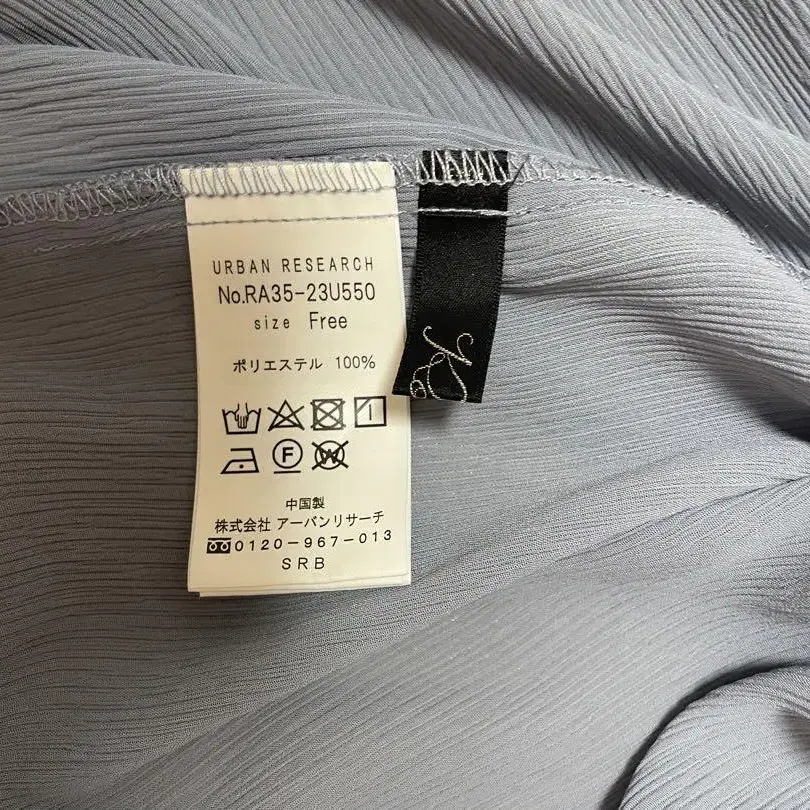 URBAN RESEARCH
No.RA35-23U550
size Free
ポリエステル 100%
中国製
株式会社 アーバンリサーチ
0120-967-013
SRB